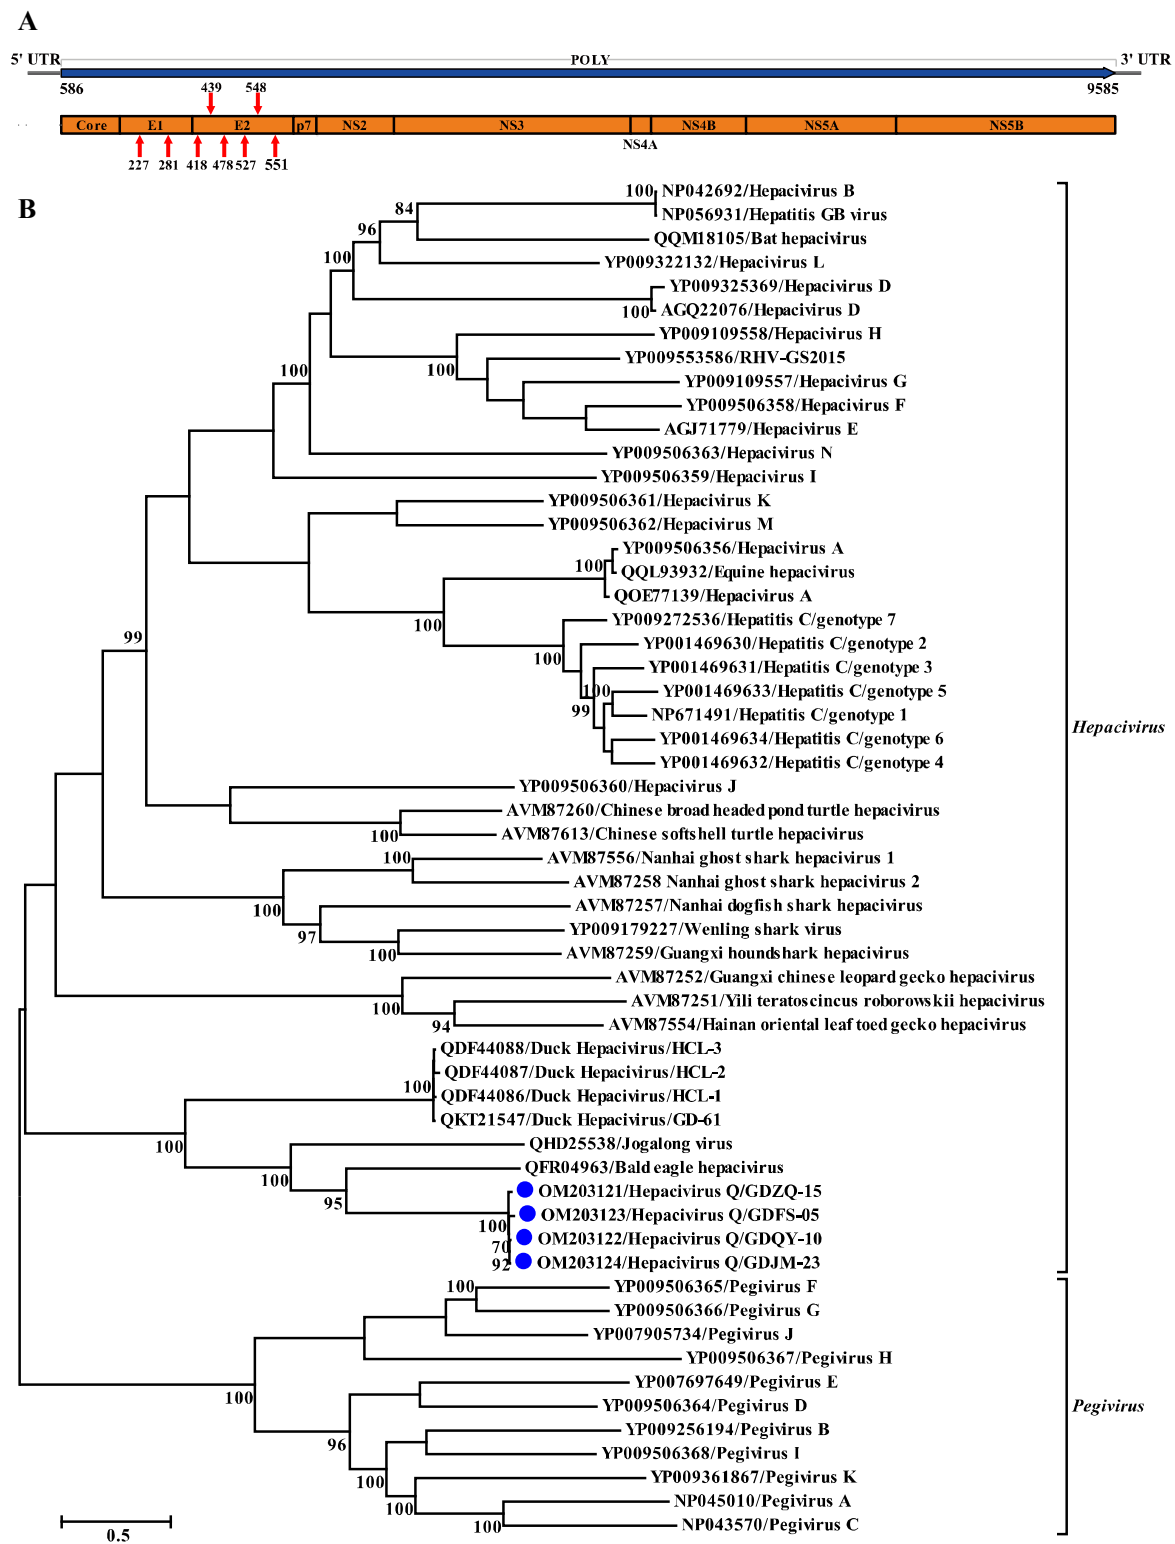 A
5' UTR POLY 3' UTR
586 439 548 9585
Core E1 E2 p7 NS2 NS3 NS4B NS5A NS5B
NS4A
227 281 418 478 527 551
B
100 NP042692/Hepacivirus B
84 NP056931/Hepatitis GB virus
96 QQM18105/Bat hepacivirus
100 YP009322132/Hepacivirus L
YP009325369/Hepacivirus D
100 AGQ22076/Hepacivirus D
YP009109558/Hepacivirus H
100 100 YP009553586/RHV-GS2015
YP009109557/Hepacivirus G
YP009506358/Hepacivirus F
AGJ71779/Hepacivirus E
YP009506363/Hepacivirus N
YP009506359/Hepacivirus I
YP009506361/Hepacivirus K
YP009506362/Hepacivirus M
YP009506356/Hepacivirus A
100 QQL93932/Equine hepacivirus
QOE77139/Hepacivirus A
100 YP009272536/Hepatitis C/genotype 7
99 YP001469630/Hepatitis C/genotype 2
100 YP001469631/Hepatitis C/genotype 3
100 YP001469633/Hepatitis C/genotype 5
99 NP671491/Hepatitis C/genotype 1
Hepacivirus
YP001469634/Hepatitis C/genotype 6
YP001469632/Hepatitis C/genotype 4
YP009506360/Hepacivirus J
AVM87260/Chinese broad headed pond turtle hepacivirus
100 AVM87613/Chinese softshell turtle hepacivirus
100 AVM87556/Nanhai ghost shark hepacivirus 1
AVM87258 Nanhai ghost shark hepacivirus 2
100 AVM87257/Nanhai dogfish shark hepacivirus
97 YP009179227/Wenling shark virus
100 AVM87259/Guangxi houndshark hepacivirus
AVM87252/Guangxi chinese leopard gecko hepacivirus
100 AVM87251/Yili teratoscincus roborowskii hepacivirus
94 AVM87554/Hainan oriental leaf toed gecko hepacivirus
QDF44088/Duck Hepacivirus/HCL-3
QDF44087/Duck Hepacivirus/HCL-2
100 QDF44086/Duck Hepacivirus/HCL-1
QKT21547/Duck Hepacivirus/GD-61
100 QHD25538/Jogalong virus
100 QFR04963/Bald eagle hepacivirus
95 OM203121/Hepacivirus Q/GDZQ-15
100 OM203123/Hepacivirus Q/GDFS-05
70 OM203122/Hepacivirus Q/GDQY-10
92 OM203124/Hepacivirus Q/GDJM-23
100 YP009506365/Pegivirus F
YP009506366/Pegivirus G
YP007905734/Pegivirus J
YP009506367/Pegivirus H
100 YP007697649/Pegivirus E
YP009506364/Pegivirus D
Pegivirus
YP009256194/Pegivirus B
96 YP009506368/Pegivirus I
100 YP009361867/Pegivirus K
100 NP045010/Pegivirus A
100 NP043570/Pegivirus C
0.5